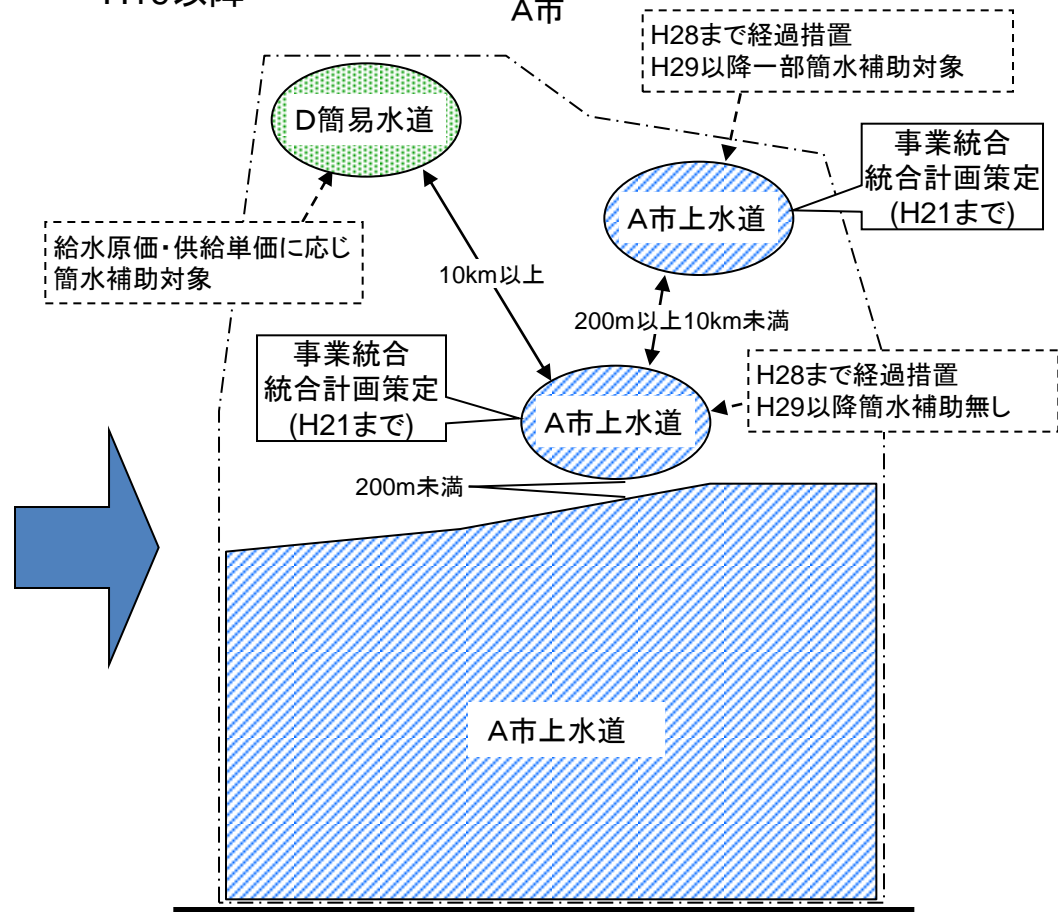 A市
H28まで経過措置
H29以降一部簡水補助対象
D簡易水道
事業統合
統合計画策定
(H21まで)
A市上水道
給水原価・供給単価に応じ
簡水補助対象
10km以上
200m以上10km未満
事業統合
統合計画策定
(H21まで)
H28まで経過措置
H29以降簡水補助無し
A市上水道
200m未満
A市上水道